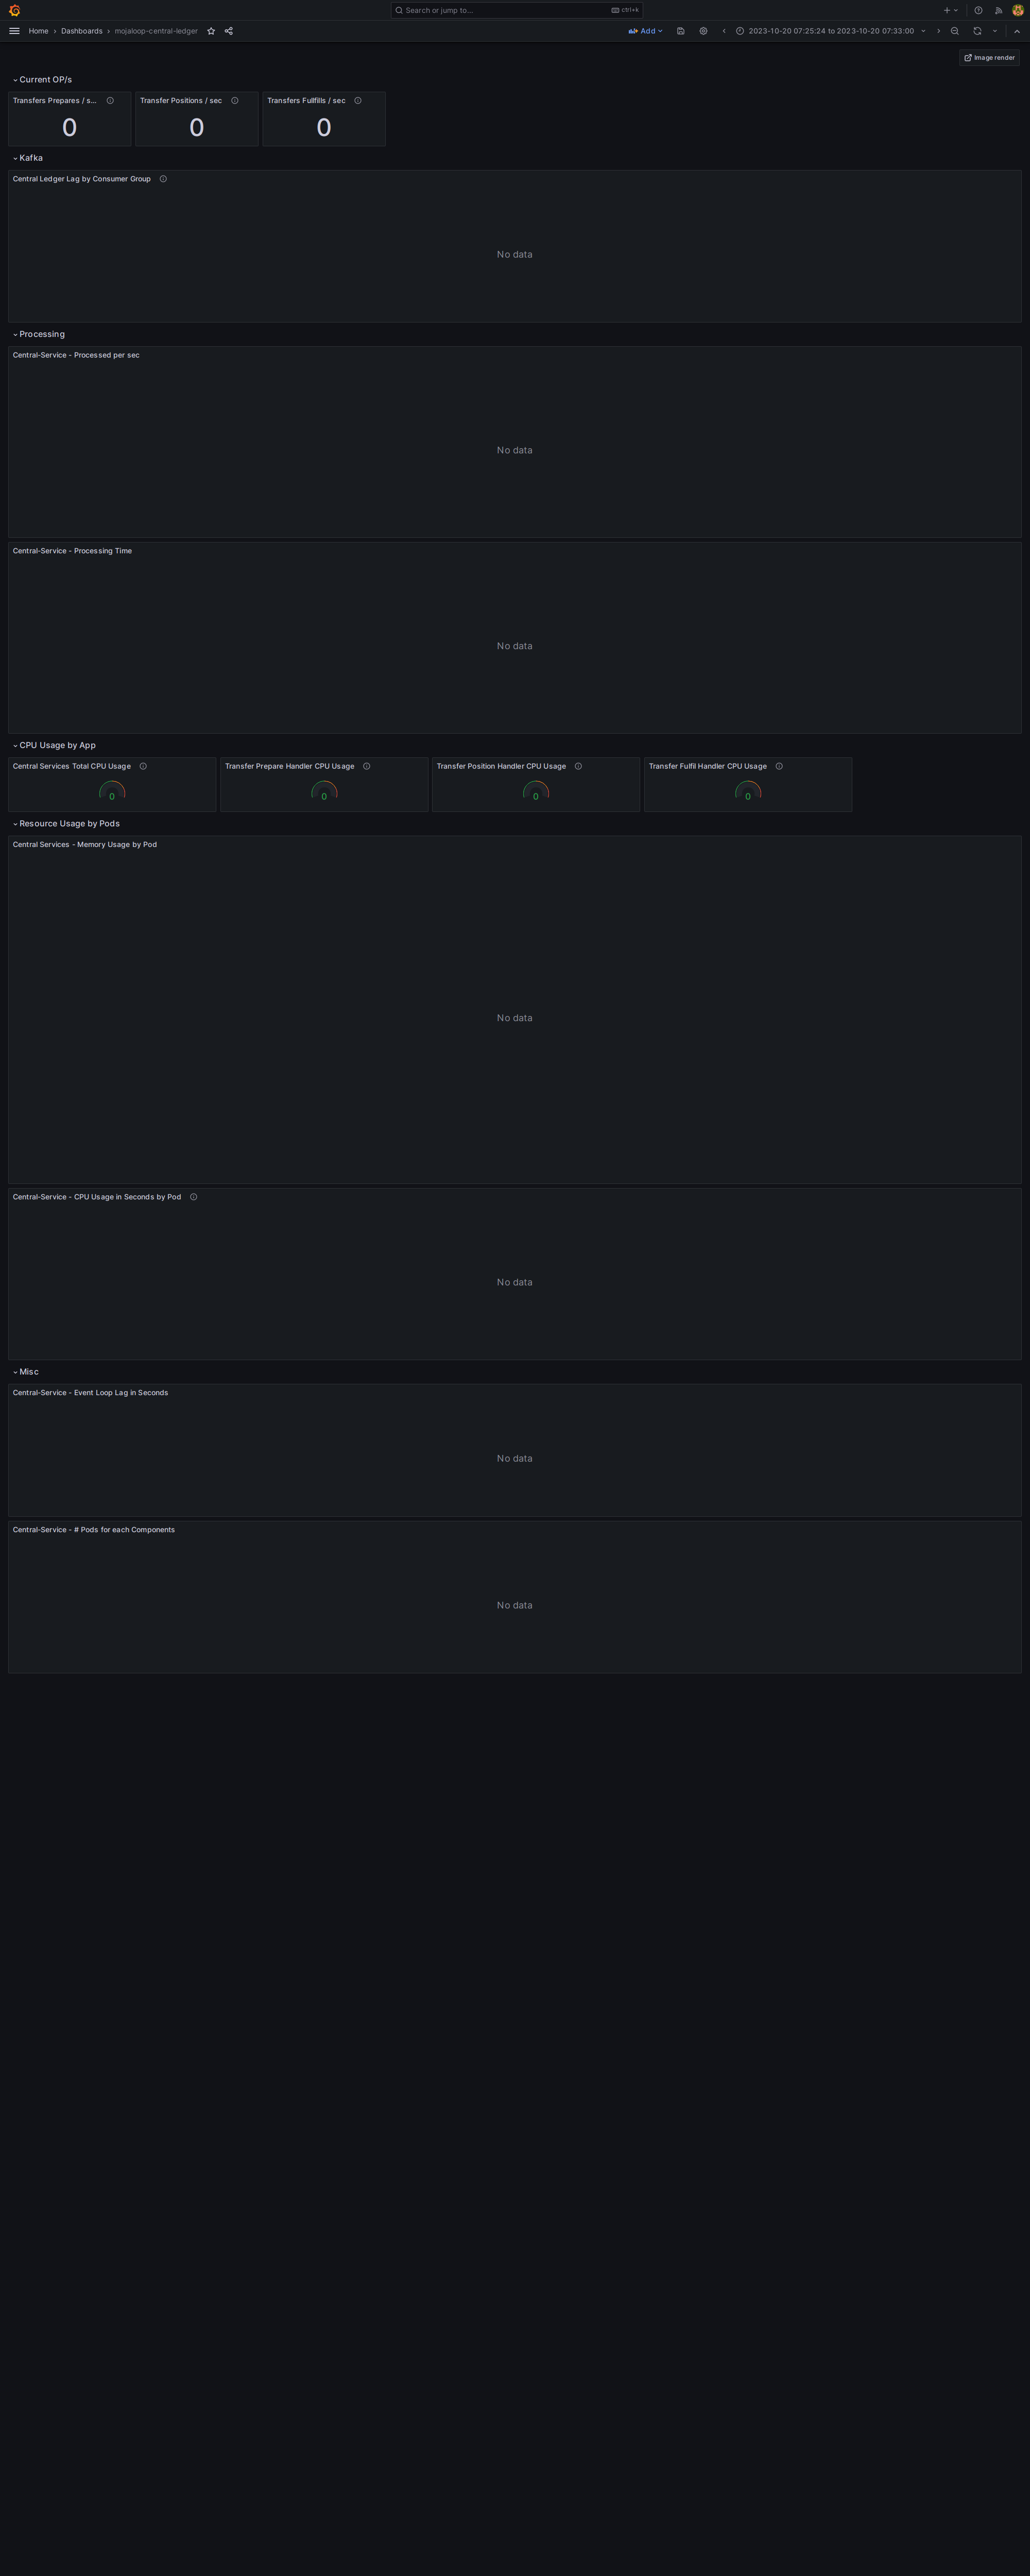 Search or jump to...
ctrl+k
Home › Dashboards › mojaloop-central-ledger
Add
2023-10-20 07:25:24 to 2023-10-20 07:33:00
Image render
Current OP/s
Transfers Prepares / s...
Transfer Positions / sec
Transfers Fullfills / sec
0
0
0
Kafka
Central Ledger Lag by Consumer Group
No data
Processing
Central-Service - Processed per sec
No data
Central-Service - Processing Time
No data
CPU Usage by App
Central Services Total CPU Usage
Transfer Prepare Handler CPU Usage
Transfer Position Handler CPU Usage
Transfer Fulfil Handler CPU Usage
0
0
0
0
Resource Usage by Pods
Central Services - Memory Usage by Pod
No data
Central-Service - CPU Usage in Seconds by Pod
No data
Misc
Central-Service - Event Loop Lag in Seconds
No data
Central-Service - # Pods for each Components
No data